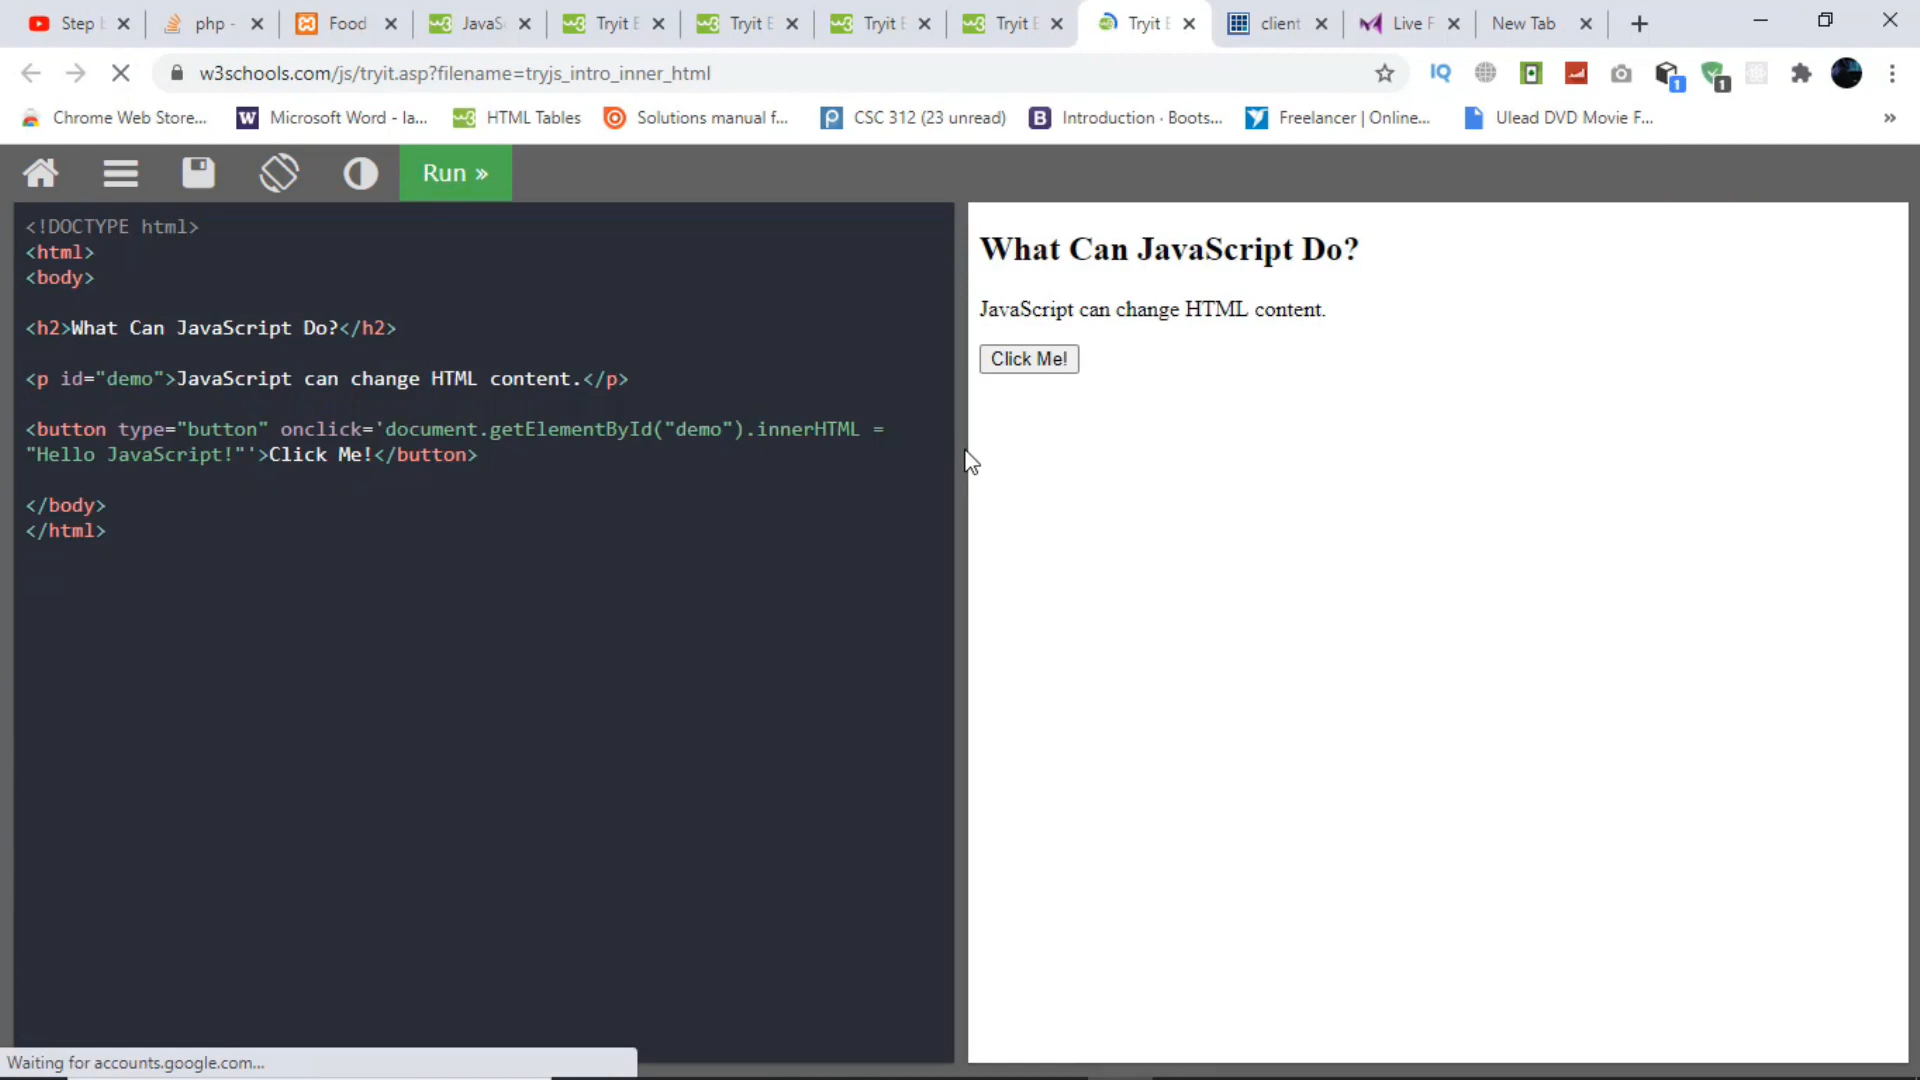 Step b
php -
Food
JavaSc
Tryit E
Tryit E
Tryit E
Tryit E
Tryit E
client
Live F
New Tab
w3schools.com/js/tryit.asp?filename=tryjs_intro_inner_html
IQ
1
1
Chrome Web Store...
W Microsoft Word - la...
HTML Tables
Solutions manual f...
CSC 312 (23 unread)
B Introduction · Boots...
Freelancer | Online...
Ulead DVD Movie F...
»
Run »
<!DOCTYPE html>
<html>
<body>
<h2>What Can JavaScript Do?</h2>
<p id="demo">JavaScript can change HTML content.</p>
<button type="button" onclick='document.getElementById("demo").innerHTML =
"Hello JavaScript!"'>Click Me!</button>
</body>
</html>
What Can JavaScript Do?
JavaScript can change HTML content.
Click Me!
Waiting for accounts.google.com...